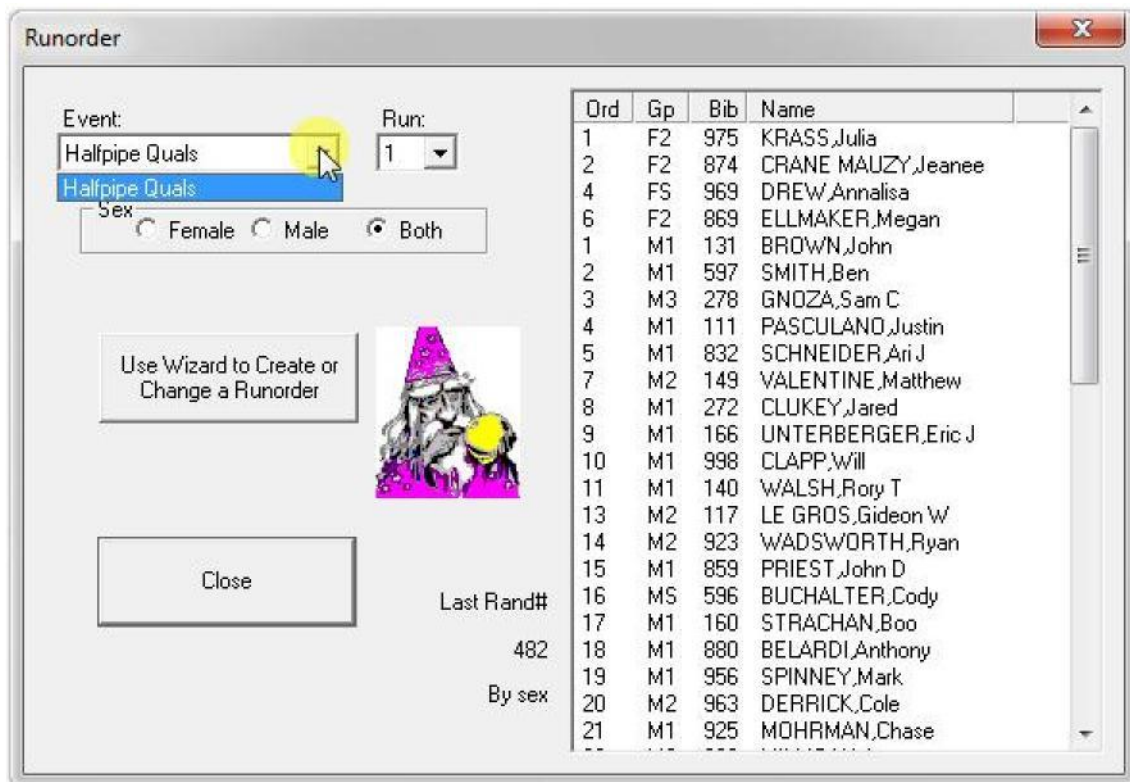 Runorder
Event:
Run:
Halfpipe Quals
1
Halfpipe Quals
Sex
Female
Male
Both
Use Wizard to Create or
Change a Runorder
Close
Last Rand#
482
By sex
Ord Gp Bib Name
1 F2 975 KRASS,Julia
2 F2 874 CRANE MAUZY,Jeanee
4 FS 969 DREW,Annalisa
6 F2 869 ELLMAKER,Megan
1 M1 131 BROWN,John
2 M1 597 SMITH,Ben
3 M3 278 GNOZA,Sam C
4 M1 111 PASCULANO,Justin
5 M1 832 SCHNEIDER,Ari J
7 M2 149 VALENTINE,Matthew
8 M1 272 CLUKEY,Jared
9 M1 166 UNTERBERGER,Eric J
10 M1 998 CLAPP,Will
11 M1 140 WALSH,Rory T
13 M2 117 LE GROS,Gideon W
14 M2 923 WADSWORTH,Ryan
15 M1 859 PRIEST,John D
16 MS 596 BUCHALTER,Cody
17 M1 160 STRACHAN,Boo
18 M1 880 BELARDI,Anthony
19 M1 956 SPINNEY,Mark
20 M2 963 DERRICK,Cole
21 M1 925 MOHRMAN,Chase